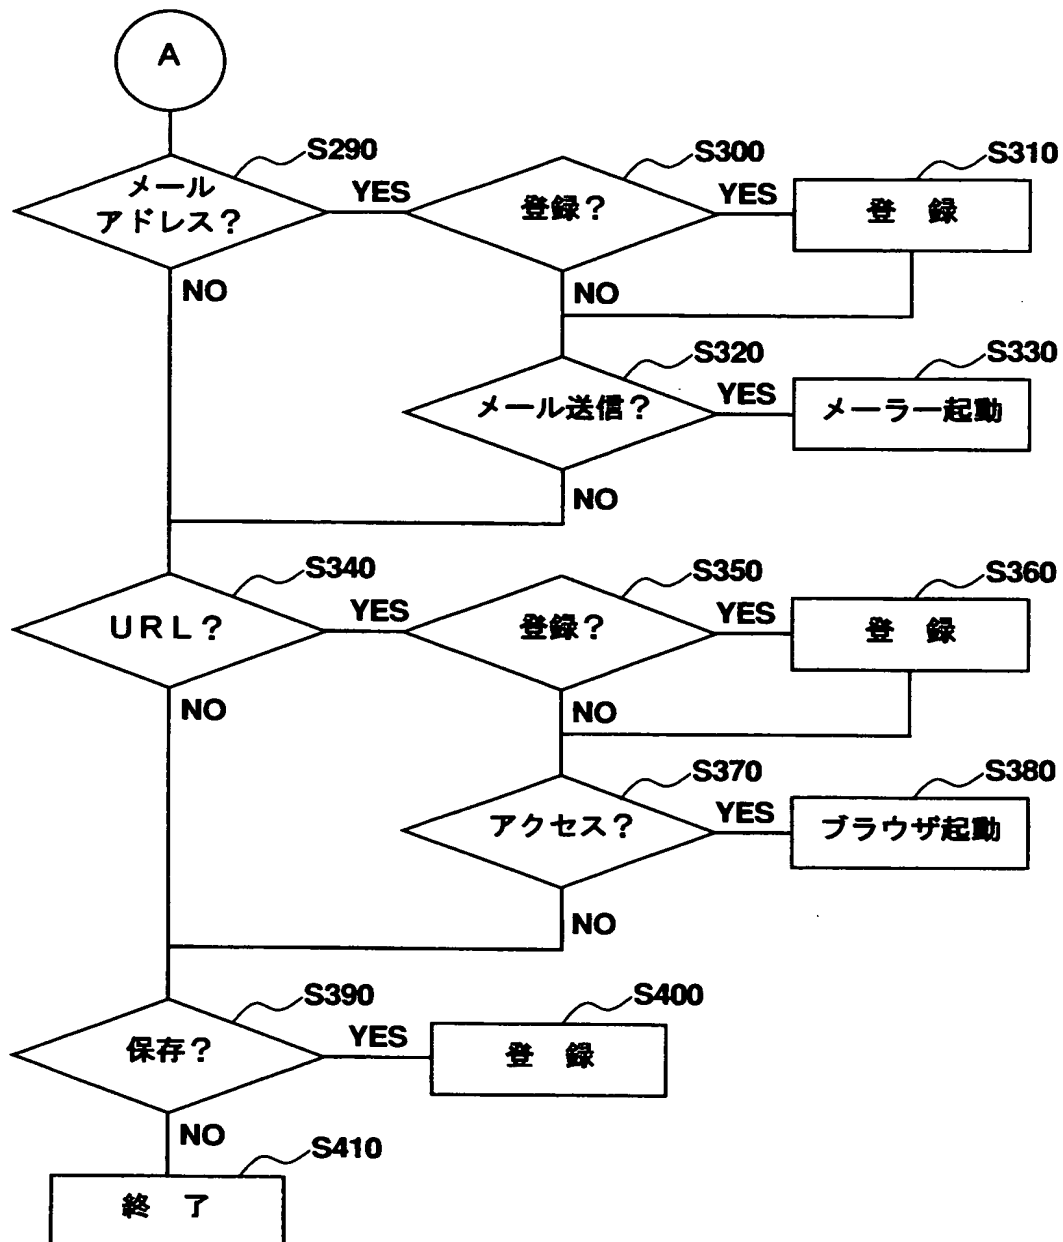 A
S290
メール
アドレス？
YES
NO
S300
登録？
YES
NO
S310
登　録
S320
メール送信？
YES
NO
S330
メーラー起動
S340
ＵＲＬ？
YES
NO
S350
登録？
YES
NO
S360
登　録
S370
アクセス？
YES
NO
S380
ブラウザ起動
S390
保存？
YES
NO
S400
登　録
S410
終　了